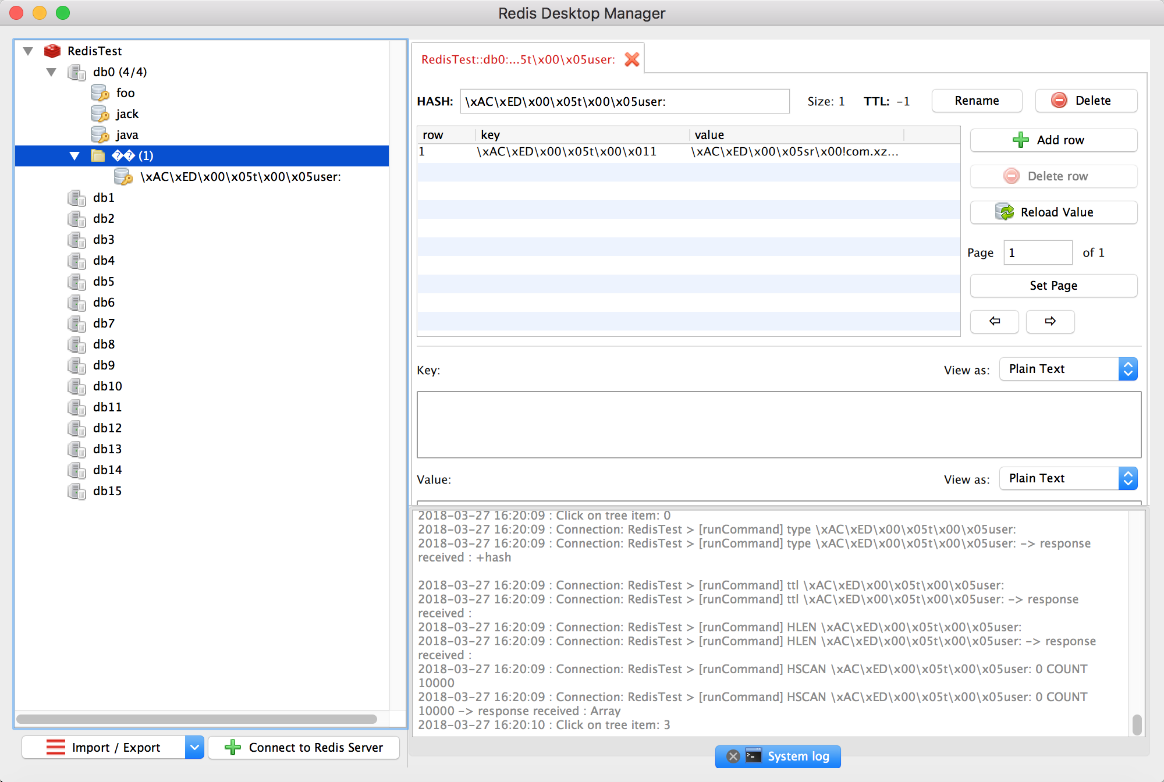 Redis Desktop Manager
RedisTest
db0 (4/4)
foo
jack
java
�� (1)
\xAC\xED\x00\x05t\x00\x05user:
db1
db2
db3
db4
db5
db6
db7
db8
db9
db10
db11
db12
db13
db14
db15
Import / Export
Connect to Redis Server
RedisTest::db0:...5t\x00\x05user:
HASH: \xAC\xED\x00\x05t\x00\x05user: Size: 1 TTL: -1 Rename Delete
row key value
1 \xAC\xED\x00\x05t\x00\x011 \xAC\xED\x00\x05sr\x00!com.xz...
Add row
Delete row
Reload Value
Page 1 of 1
Set Page
Key: View as: Plain Text
Value: View as: Plain Text
2018-03-27 16:20:09 : Click on tree item: 0
2018-03-27 16:20:09 : Connection: RedisTest > [runCommand] type \xAC\xED\x00\x05t\x00\x05user:
2018-03-27 16:20:09 : Connection: RedisTest > [runCommand] type \xAC\xED\x00\x05t\x00\x05user: -> response
received : +hash
2018-03-27 16:20:09 : Connection: RedisTest > [runCommand] ttl \xAC\xED\x00\x05t\x00\x05user:
2018-03-27 16:20:09 : Connection: RedisTest > [runCommand] ttl \xAC\xED\x00\x05t\x00\x05user: -> response
received :
2018-03-27 16:20:09 : Connection: RedisTest > [runCommand] HLEN \xAC\xED\x00\x05t\x00\x05user:
2018-03-27 16:20:09 : Connection: RedisTest > [runCommand] HLEN \xAC\xED\x00\x05t\x00\x05user: -> response
received :
2018-03-27 16:20:09 : Connection: RedisTest > [runCommand] HSCAN \xAC\xED\x00\x05t\x00\x05user: 0 COUNT
10000
2018-03-27 16:20:09 : Connection: RedisTest > [runCommand] HSCAN \xAC\xED\x00\x05t\x00\x05user: 0 COUNT
10000 -> response received : Array
2018-03-27 16:20:10 : Click on tree item: 3
System log